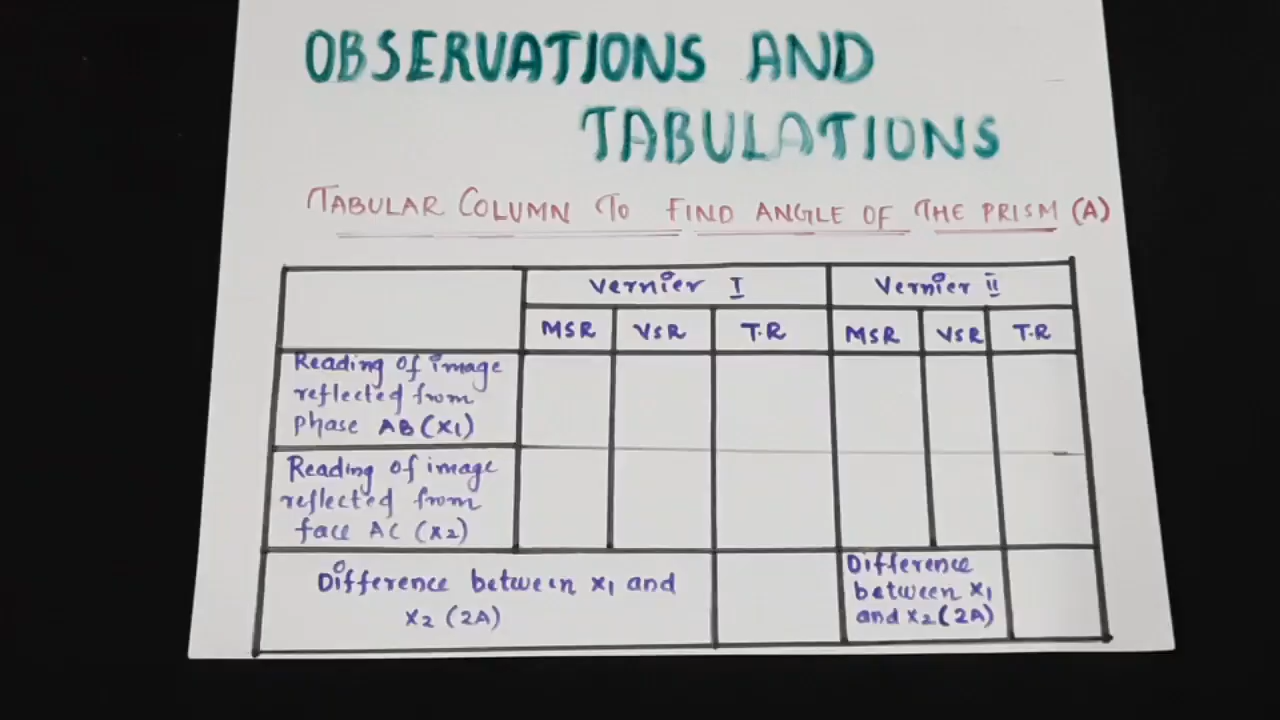 OBSERVATIONS AND
TABULATIONS
TABULAR COLUMN TO FIND ANGLE OF THE PRISM (A)
Vernier I
Vernier II
MSR
VSR
T.R
MSR
VSR
T.R
Reading of image
reflected from
phase AB (x1)
Reading of image
reflected from
face AC (x2)
Difference between x1 and
x2 (2A)
Difference
between x1
and x2 (2A)